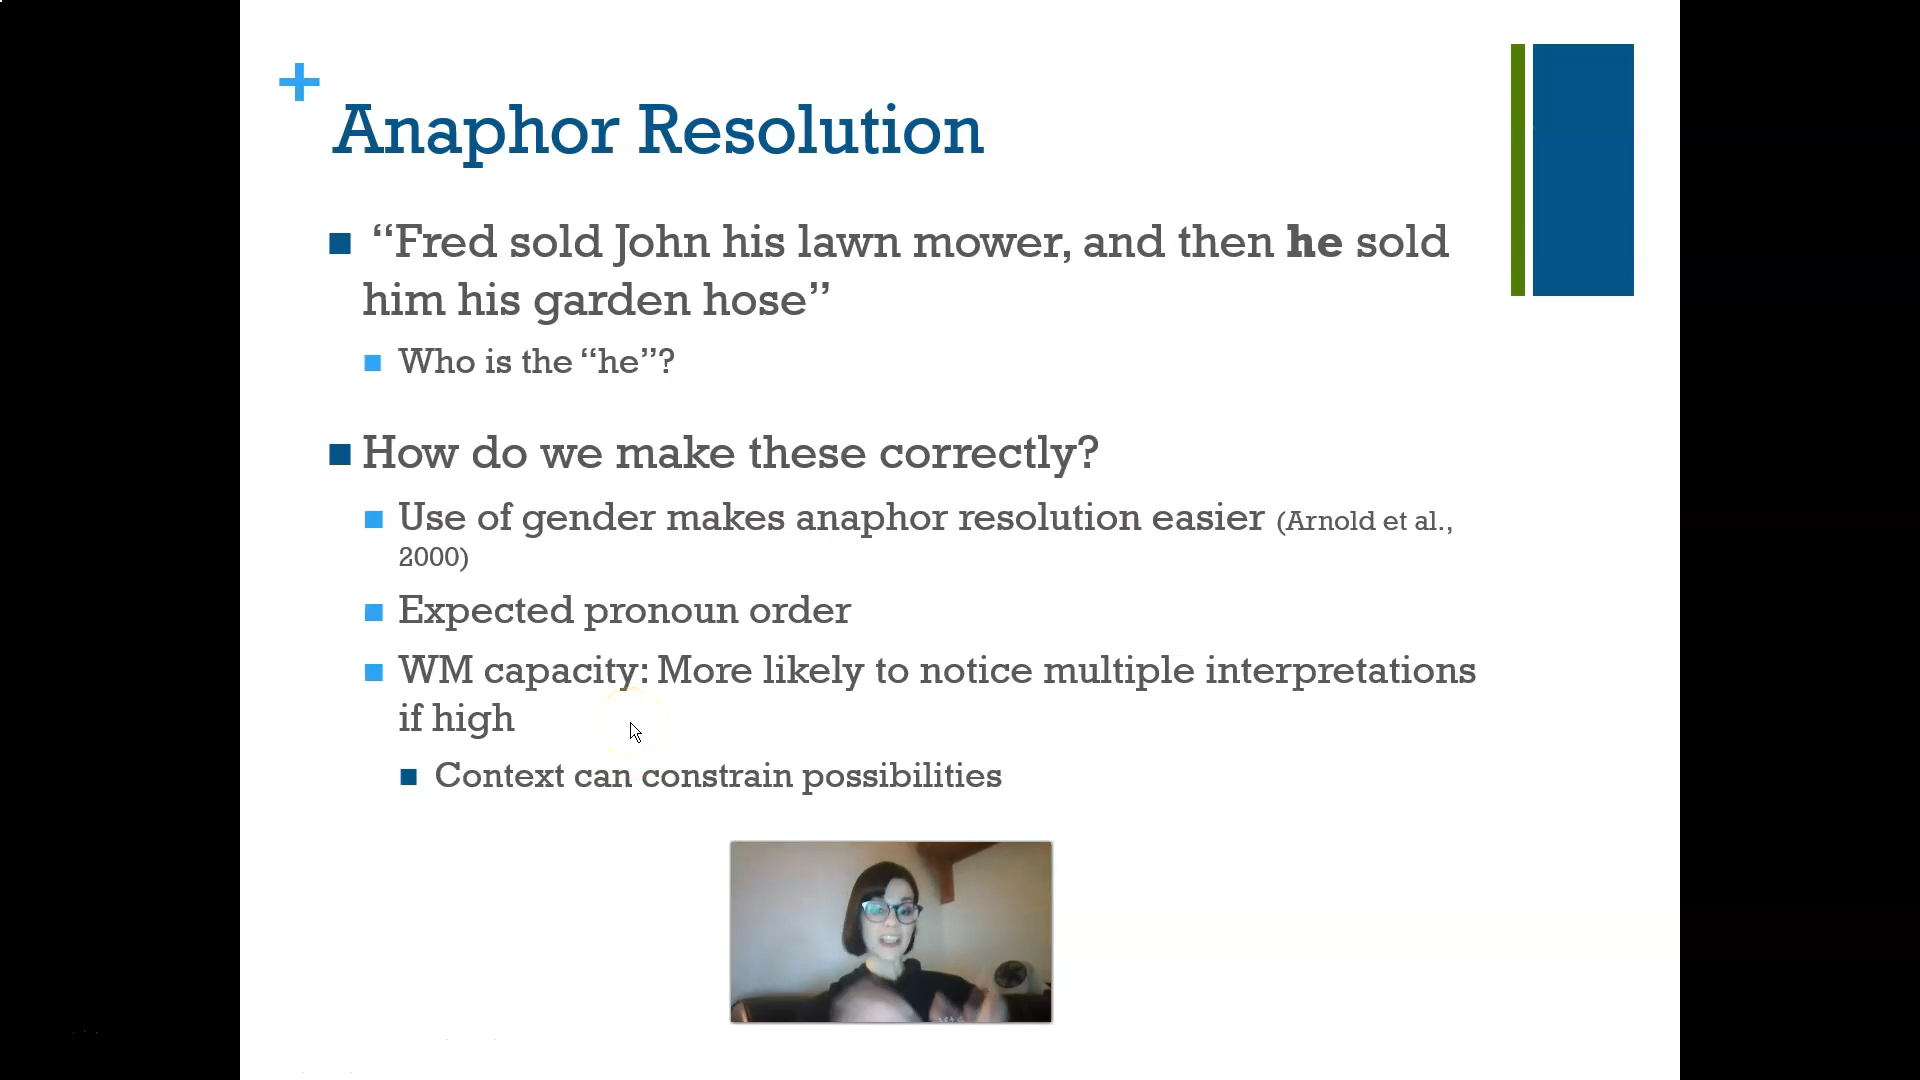 +
Anaphor Resolution
“Fred sold John his lawn mower, and then he sold
him his garden hose”
Who is the “he”?
How do we make these correctly?
Use of gender makes anaphor resolution easier (Arnold et al.,
2000)
Expected pronoun order
WM capacity: More likely to notice multiple interpretations
if high
Context can constrain possibilities